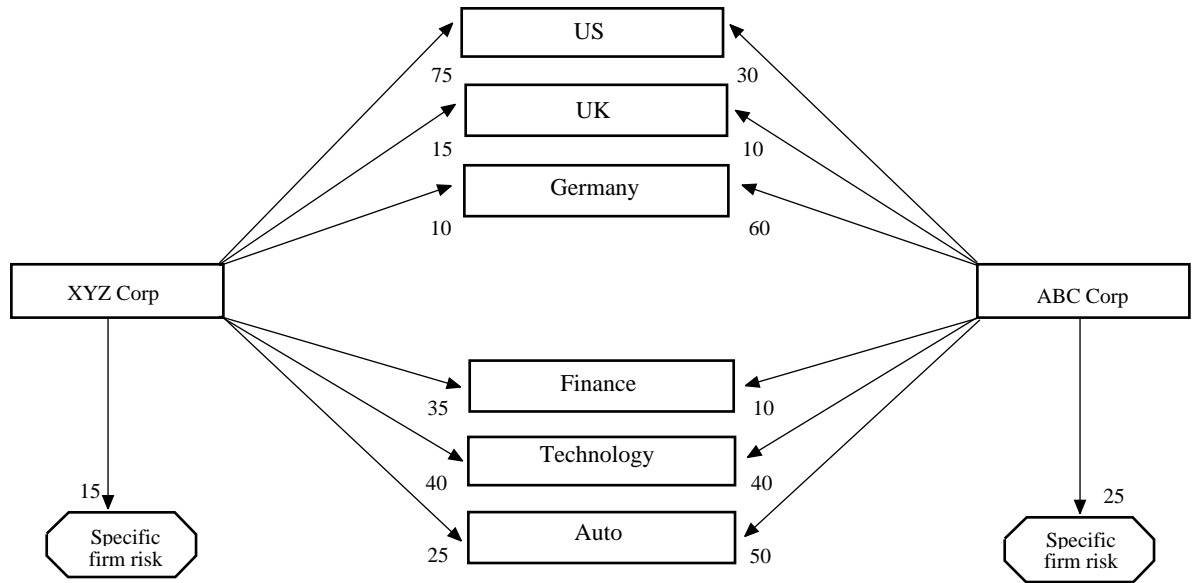 US
75
30
UK
15
10
Germany
10
60
XYZ Corp
ABC Corp
Finance
35
10
Technology
40
40
15
25
Auto
25
50
Specific
firm risk
Specific
firm risk